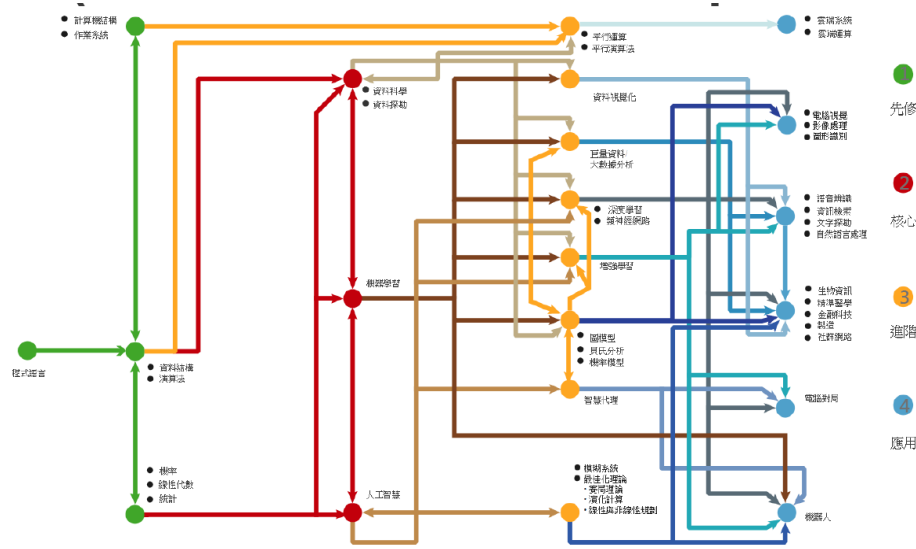 計算機結構
作業系統
平行運算
平行演算法
雲端系統
雲端運算
1
先修
資料科學
資料探勘
資料視覺化
電腦視覺
影像處理
圖形識別
巨量資料/
大數據分析
2
核心
深度學習
類神經網路
語音辨識
資訊檢索
文字探勘
自然語言處理
增強學習
機器學習
生物資訊
精準醫學
金融科技
製造
社群網路
3
進階
圖模型
貝氏分析
機率模型
程式語言
資料結構
演算法
智慧代理
電腦對局
4
應用
機率
線性代數
統計
人工智慧
模糊系統
最佳化理論
·賽局理論
·演化計算
·線性與非線性規劃
機器人